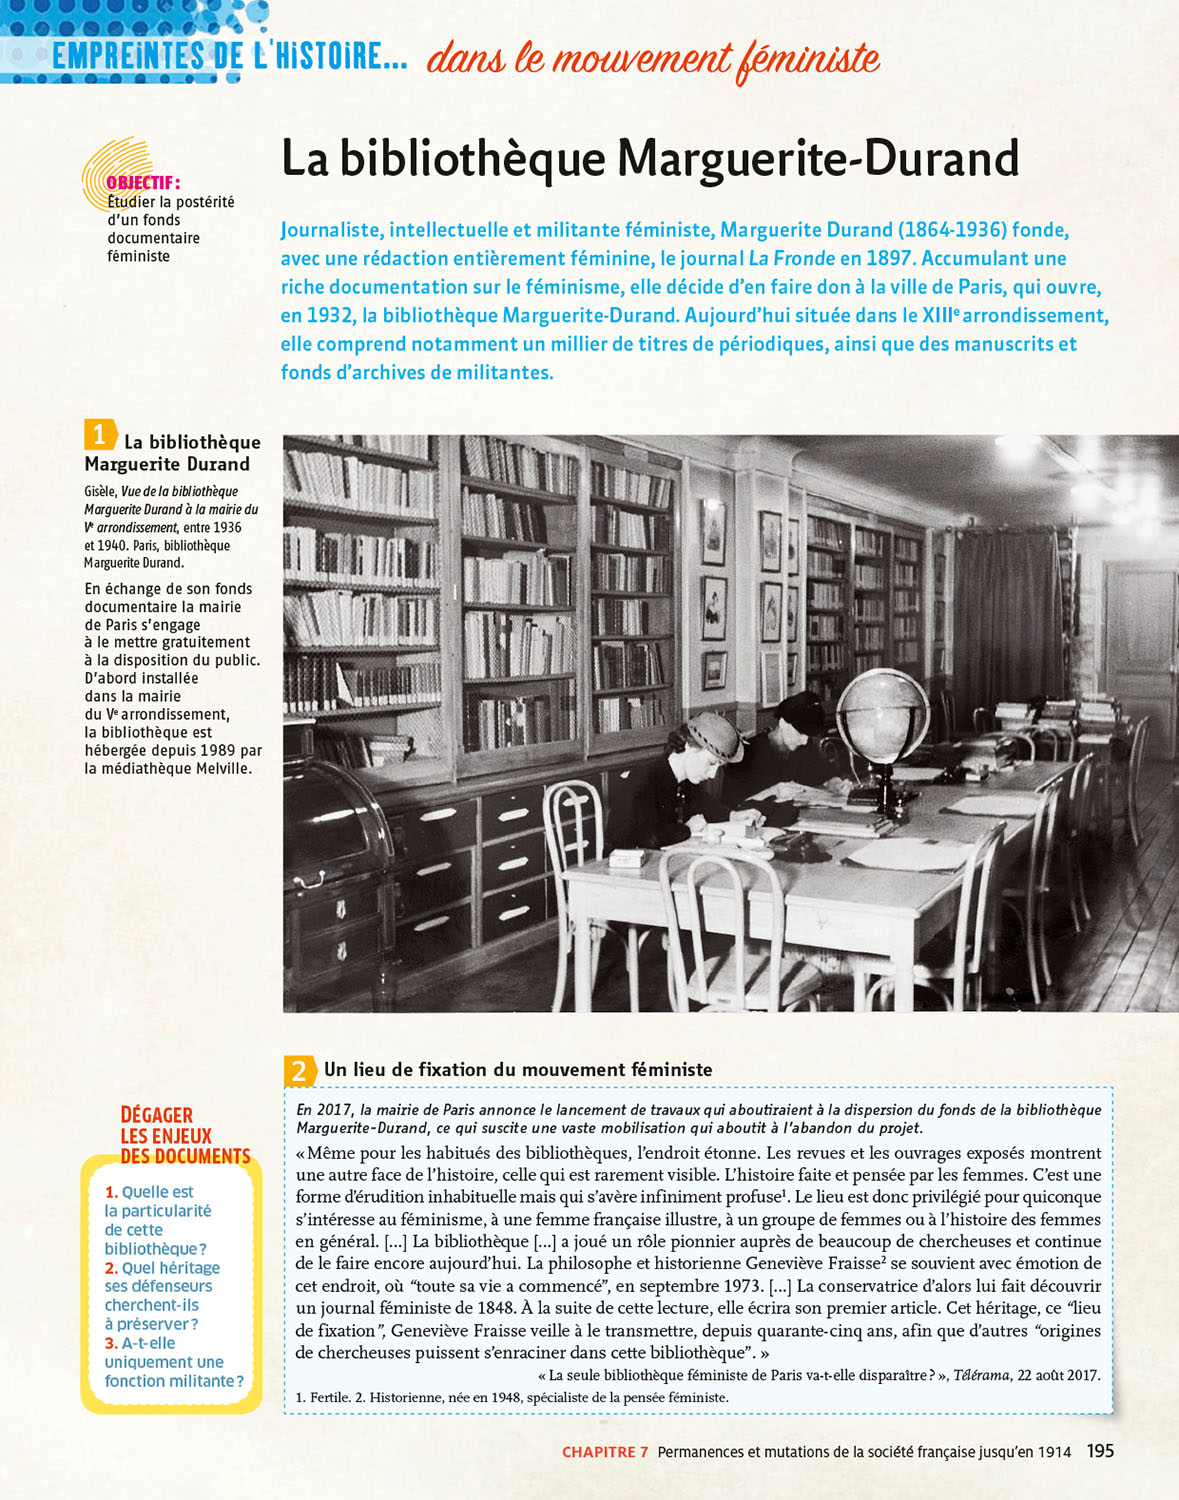 EMPREINTES DE L'HISTOIRE... dans le mouvement féministe
La bibliothèque Marguerite-Durand
OBJECTIF :
Étudier la postérité
d'un fonds
documentaire
féministe
Journaliste, intellectuelle et militante féministe, Marguerite Durand (1864-1936) fonde,
avec une rédaction entièrement féminine, le journal La Fronde en 1897. Accumulant une
riche documentation sur le féminisme, elle décide d'en faire don à la ville de Paris, qui ouvre,
en 1932, la bibliothèque Marguerite-Durand. Aujourd'hui située dans le XIIIe arrondissement,
elle comprend notamment un millier de titres de périodiques, ainsi que des manuscrits et
fonds d'archives de militantes.
1 La bibliothèque
Marguerite Durand
Gisèle, Vue de la bibliothèque
Marguerite Durand à la mairie du
Ve arrondissement, entre 1936
et 1940. Paris, bibliothèque
Marguerite Durand.
En échange de son fonds
documentaire la mairie
de Paris s'engage
à le mettre gratuitement
à la disposition du public.
D'abord installée
dans la mairie
du Ve arrondissement,
la bibliothèque est
hébergée depuis 1989 par
la médiathèque Melville.
2 Un lieu de fixation du mouvement féministe
En 2017, la mairie de Paris annonce le lancement de travaux qui aboutiraient à la dispersion du fonds de la bibliothèque
Marguerite-Durand, ce qui suscite une vaste mobilisation qui aboutit à l'abandon du projet.
« Même pour les habitués des bibliothèques, l'endroit étonne. Les revues et les ouvrages exposés montrent
une autre face de l'histoire, celle qui est rarement visible. L'histoire faite et pensée par les femmes. C'est une
forme d'érudition inhabituelle mais qui s'avère infiniment profuse1. Le lieu est donc privilégié pour quiconque
s'intéresse au féminisme, à une femme française illustre, à un groupe de femmes ou à l'histoire des femmes
en général. [...] La bibliothèque [...] a joué un rôle pionnier auprès de beaucoup de chercheuses et continue
de le faire encore aujourd'hui. La philosophe et historienne Geneviève Fraisse2 se souvient avec émotion de
cet endroit, où “toute sa vie a commencé”, en septembre 1973. [...] La conservatrice d'alors lui fait découvrir
un journal féministe de 1848. À la suite de cette lecture, elle écrira son premier article. Cet héritage, ce “lieu
de fixation”, Geneviève Fraisse veille à le transmettre, depuis quarante-cinq ans, afin que d'autres “origines
de chercheuses puissent s'enraciner dans cette bibliothèque”. »
« La seule bibliothèque féministe de Paris va-t-elle disparaître ? », Télérama, 22 août 2017.
1. Fertile. 2. Historienne, née en 1948, spécialiste de la pensée féministe.
DÉGAGER
LES ENJEUX
DES DOCUMENTS
1. Quelle est
la particularité
de cette
bibliothèque ?
2. Quel héritage
ses défenseurs
cherchent-ils
à préserver ?
3. A-t-elle
uniquement une
fonction militante ?
CHAPITRE 7 Permanences et mutations de la société française jusqu'en 1914 195